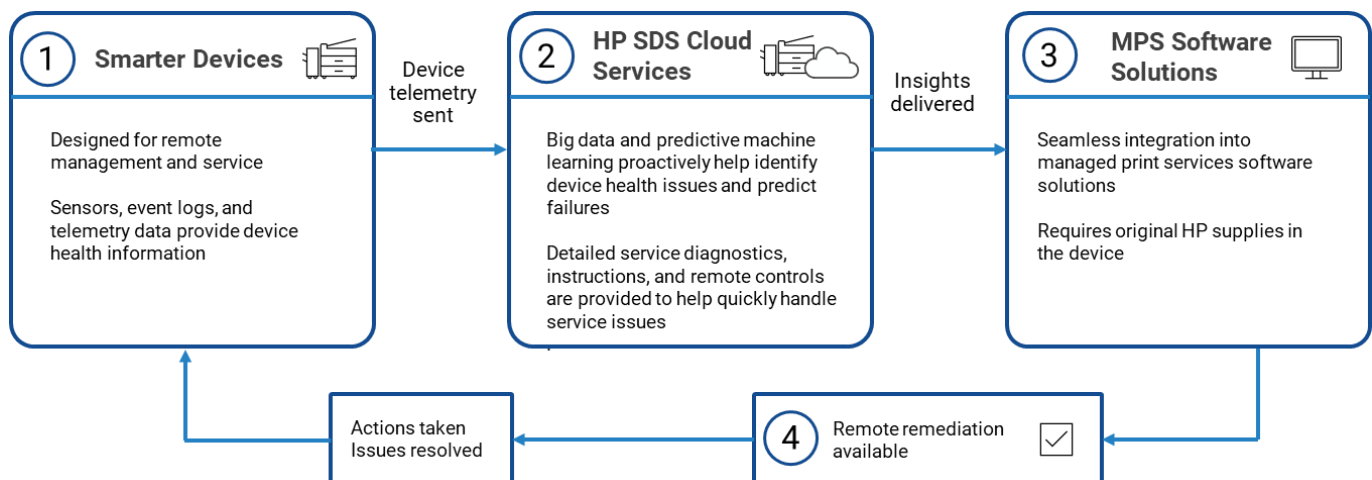 1
Smarter Devices
Designed for remote
management and service
Sensors, event logs, and
telemetry data provide device
health information
Device
telemetry
sent
2
HP SDS Cloud
Services
Big data and predictive machine
learning proactively help identify
device health issues and predict
failures
Detailed service diagnostics,
instructions, and remote controls
are provided to help quickly handle
service issues
Insights
delivered
3
MPS Software
Solutions
Seamless integration into
managed print services software
solutions
Requires original HP supplies in
the device
4
Remote remediation
available
Actions taken
Issues resolved